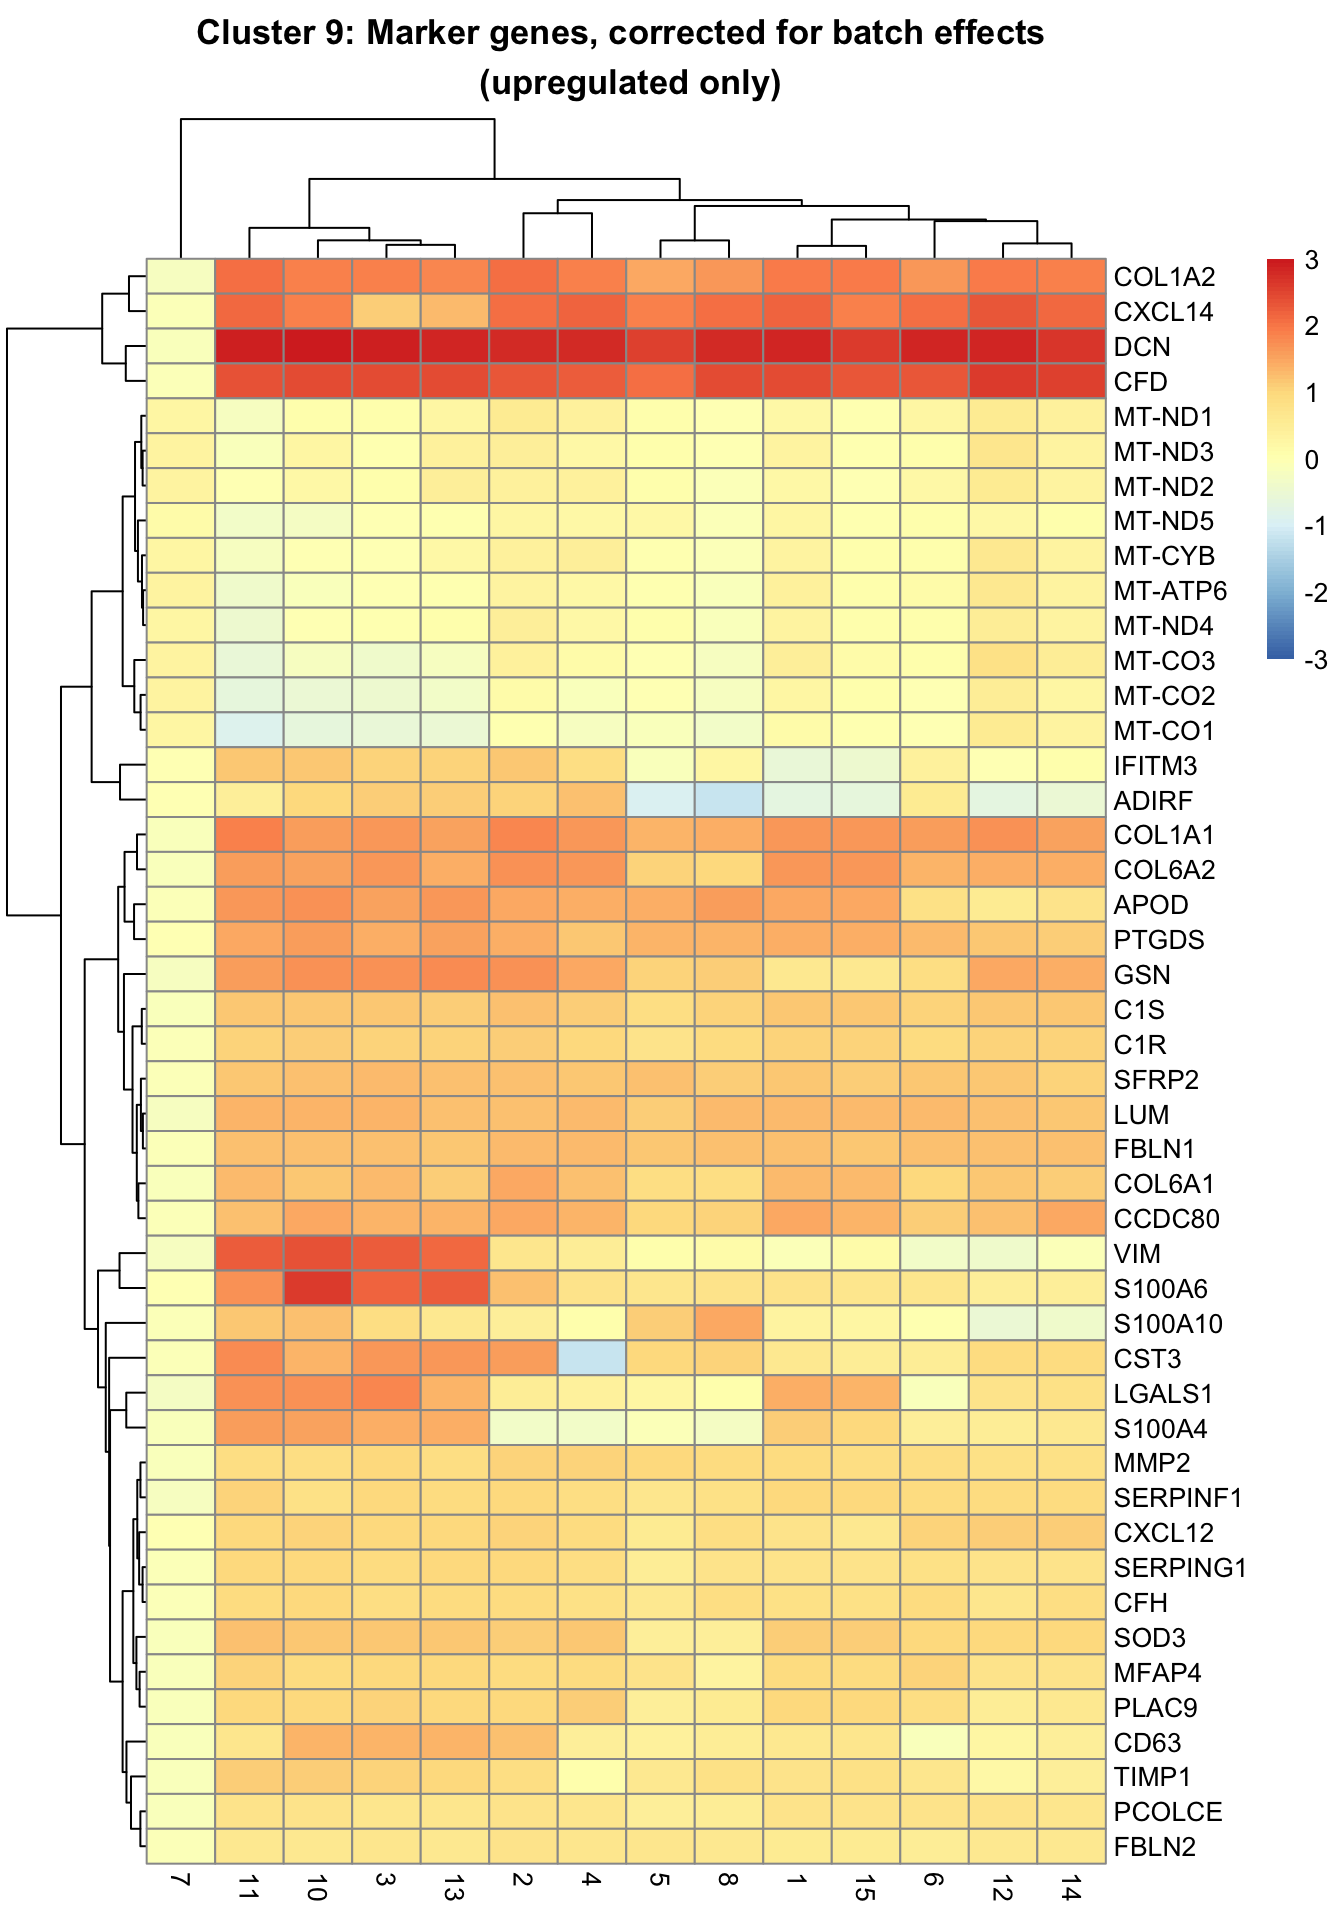 Cluster 9: Marker genes, corrected for batch effects
(upregulated only)
3
2
1
0
-1
-2
-3
COL1A2
CXCL14
DCN
CFD
MT-ND1
MT-ND3
MT-ND2
MT-ND5
MT-CYB
MT-ATP6
MT-ND4
MT-CO3
MT-CO2
MT-CO1
IFITM3
ADIRF
COL1A1
COL6A2
APOD
PTGDS
GSN
C1S
C1R
SFRP2
LUM
FBLN1
COL6A1
CCDC80
VIM
S100A6
S100A10
CST3
LGALS1
S100A4
MMP2
SERPINF1
CXCL12
SERPING1
CFH
SOD3
MFAP4
PLAC9
CD63
TIMP1
PCOLCE
FBLN2
7 11 10 3 13 2 4 5 8 1 15 6 12 14